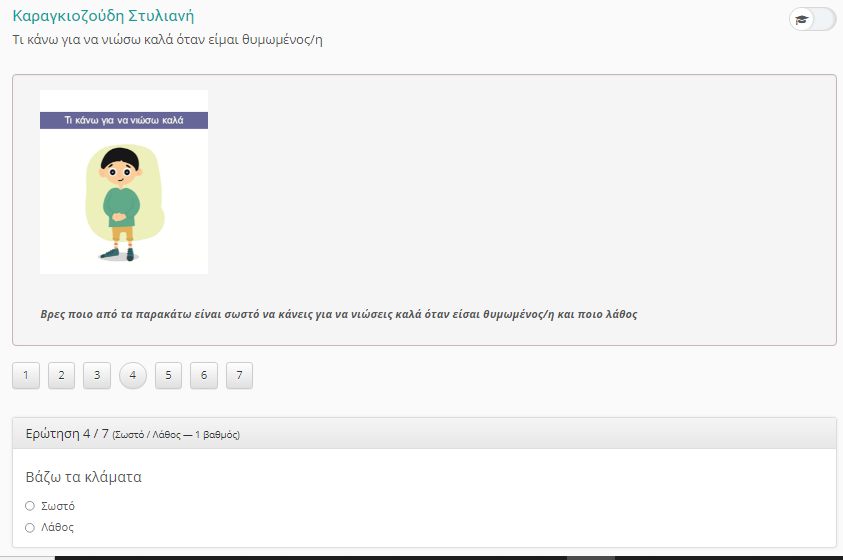 Καραγκιοζούδη Στυλιανή
Τι κάνω για να νιώσω καλά όταν είμαι θυμωμένος/η
Τι κάνω για να νιώσω καλά
Βρες ποιο από τα παρακάτω είναι σωστό να κάνεις για να νιώσεις καλά όταν είσαι θυμωμένος/η και ποιο λάθος
1 2 3 4 5 6 7
Ερώτηση 4 / 7 (Σωστό / Λάθος — 1 βαθμός)
Βάζω τα κλάματα
Σωστό
Λάθος